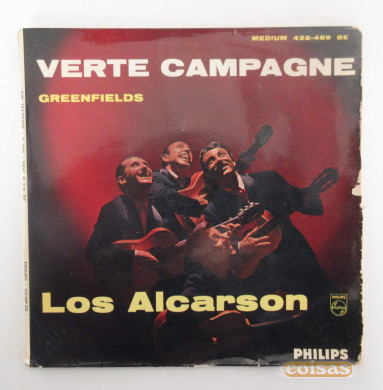 MEDIUM 432-469 BE
VERTE CAMPAGNE
GREENFIELDS
Los Alcarson
PHILIPS
PHILIPS
coisas